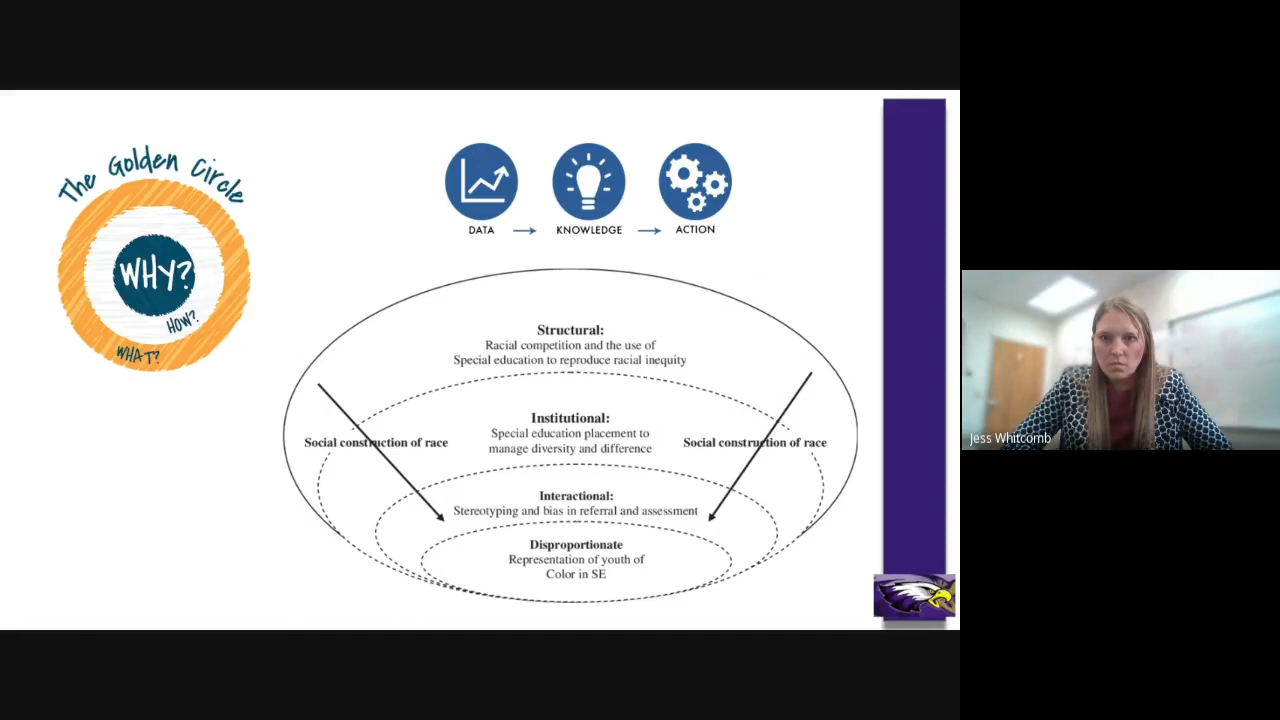 The Golden Circle
WHY?
HOW?
WHAT?
DATA
KNOWLEDGE
ACTION
Structural:
Racial competition and the use of
Special education to reproduce racial inequity
Institutional:
Special education placement to
manage diversity and difference
Social construction of race
Social construction of race
Interactional:
Stereotyping and bias in referral and assessment
Disproportionate
Representation of youth of
Color in SE
Jess Whitcomb